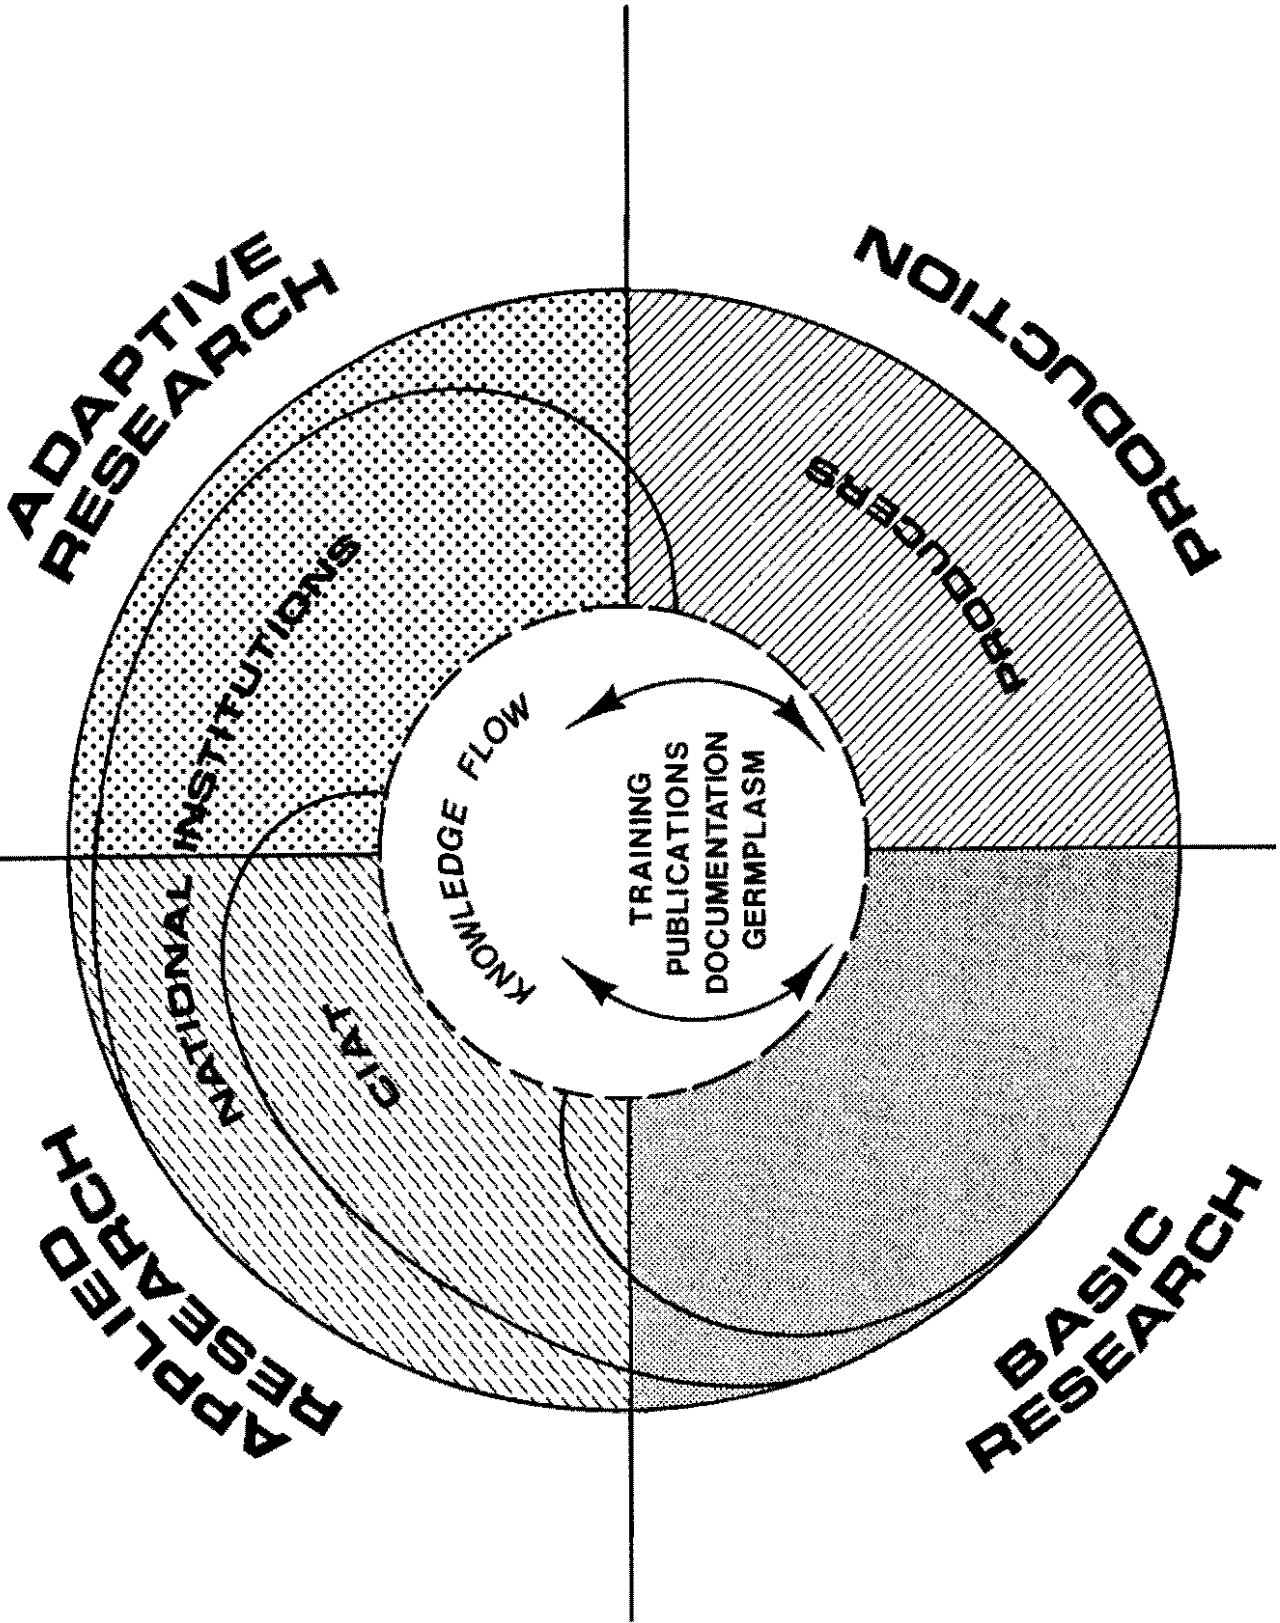 APPLIED
RESEARCH
ADAPTIVE
RESEARCH
NATIONAL INSTITUTIONS
CIAT
KNOWLEDGE FLOW
TRAINING
PUBLICATIONS
DOCUMENTATION
GERMPLASM
PRODUCERS
BASIC
RESEARCH
PRODUCTION